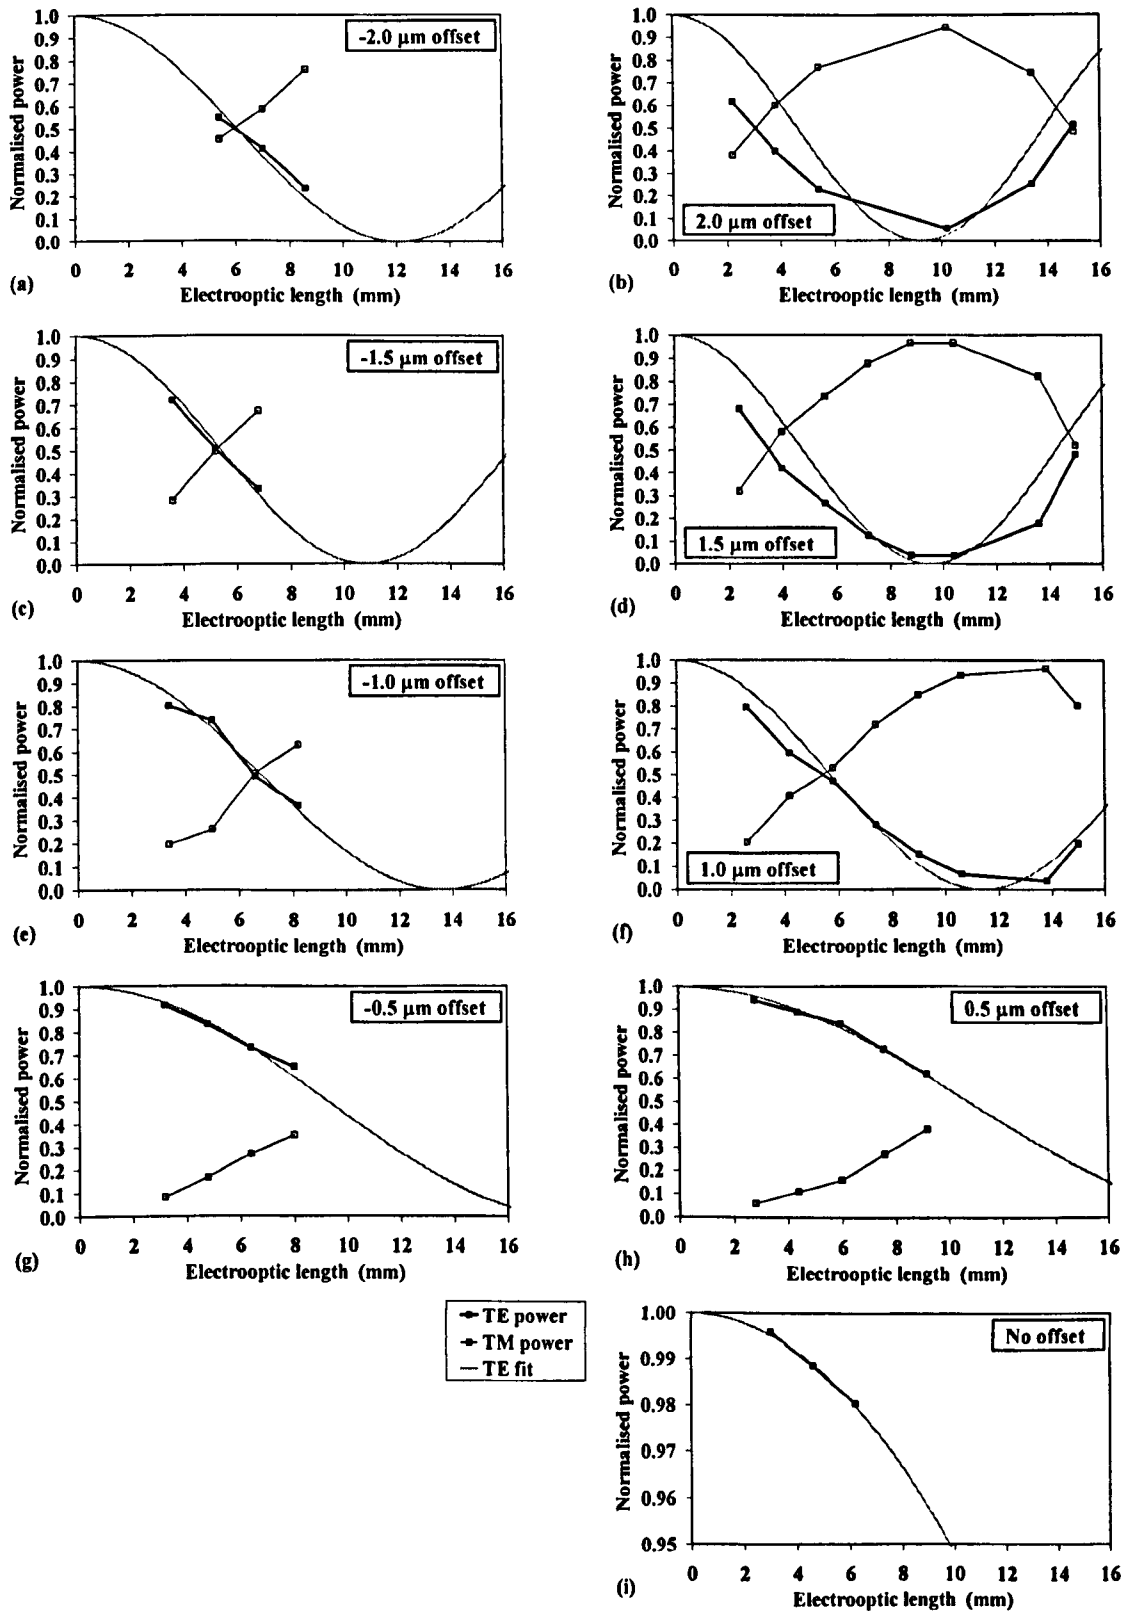 1.0
0.9
0.8
0.7
0.6
0.5
0.4
0.3
0.2
0.1
0.0
Normalised power
-2.0 µm offset
0 2 4 6 8 10 12 14 16
(a)
Electrooptic length (mm)
1.0
0.9
0.8
0.7
0.6
0.5
0.4
0.3
0.2
0.1
0.0
Normalised power
2.0 µm offset
0 2 4 6 8 10 12 14 16
(b)
Electrooptic length (mm)
1.0
0.9
0.8
0.7
0.6
0.5
0.4
0.3
0.2
0.1
0.0
Normalised power
-1.5 µm offset
0 2 4 6 8 10 12 14 16
(c)
Electrooptic length (mm)
1.0
0.9
0.8
0.7
0.6
0.5
0.4
0.3
0.2
0.1
0.0
Normalised power
1.5 µm offset
0 2 4 6 8 10 12 14 16
(d)
Electrooptic length (mm)
1.0
0.9
0.8
0.7
0.6
0.5
0.4
0.3
0.2
0.1
0.0
Normalised power
-1.0 µm offset
0 2 4 6 8 10 12 14 16
(e)
Electrooptic length (mm)
1.0
0.9
0.8
0.7
0.6
0.5
0.4
0.3
0.2
0.1
0.0
Normalised power
1.0 µm offset
0 2 4 6 8 10 12 14 16
(f)
Electrooptic length (mm)
1.0
0.9
0.8
0.7
0.6
0.5
0.4
0.3
0.2
0.1
0.0
Normalised power
-0.5 µm offset
0 2 4 6 8 10 12 14 16
(g)
Electrooptic length (mm)
1.0
0.9
0.8
0.7
0.6
0.5
0.4
0.3
0.2
0.1
0.0
Normalised power
0.5 µm offset
0 2 4 6 8 10 12 14 16
(h)
Electrooptic length (mm)
TE power
TM power
TE fit
1.00
0.99
0.98
0.97
0.96
0.95
Normalised power
No offset
0 2 4 6 8 10 12 14 16
(i)
Electrooptic length (mm)